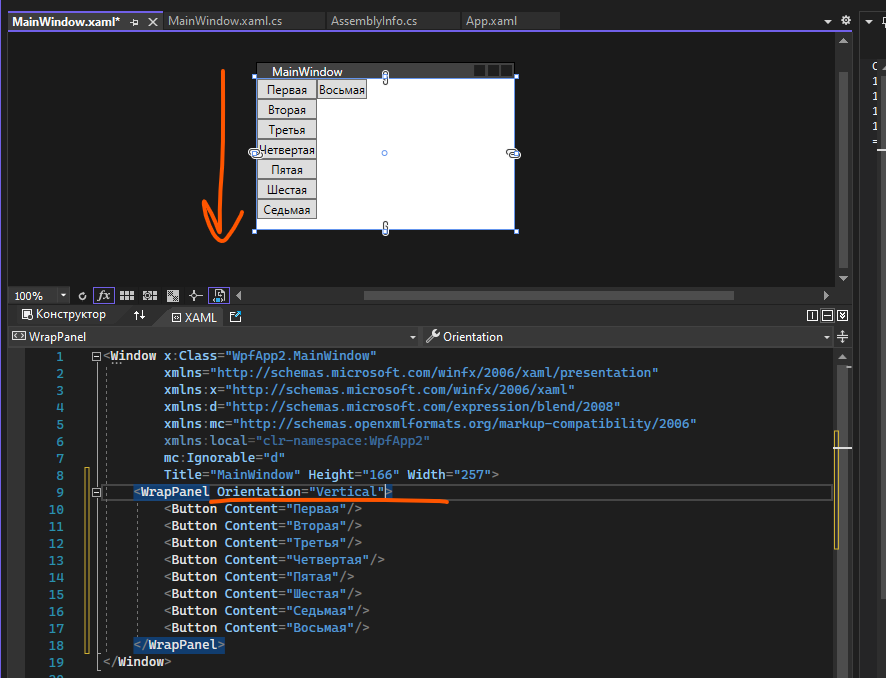 MainWindow.xaml* MainWindow.xaml.cs AssemblyInfo.cs App.xaml
MainWindow
Первая Восьмая
Вторая
Третья
Четвертая
Пятая
Шестая
Седьмая
100% fx
Конструктор XAML
WrapPanel Orientation
1 <Window x:Class="WpfApp2.MainWindow"
2 xmlns="http://schemas.microsoft.com/winfx/2006/xaml/presentation"
3 xmlns:x="http://schemas.microsoft.com/winfx/2006/xaml"
4 xmlns:d="http://schemas.microsoft.com/expression/blend/2008"
5 xmlns:mc="http://schemas.openxmlformats.org/markup-compatibility/2006"
6 xmlns:local="clr-namespace:WpfApp2"
7 mc:Ignorable="d"
8 Title="MainWindow" Height="166" Width="257">
9 <WrapPanel Orientation="Vertical">
10 <Button Content="Первая"/>
11 <Button Content="Вторая"/>
12 <Button Content="Третья"/>
13 <Button Content="Четвертая"/>
14 <Button Content="Пятая"/>
15 <Button Content="Шестая"/>
16 <Button Content="Седьмая"/>
17 <Button Content="Восьмая"/>
18 </WrapPanel>
19 </Window>